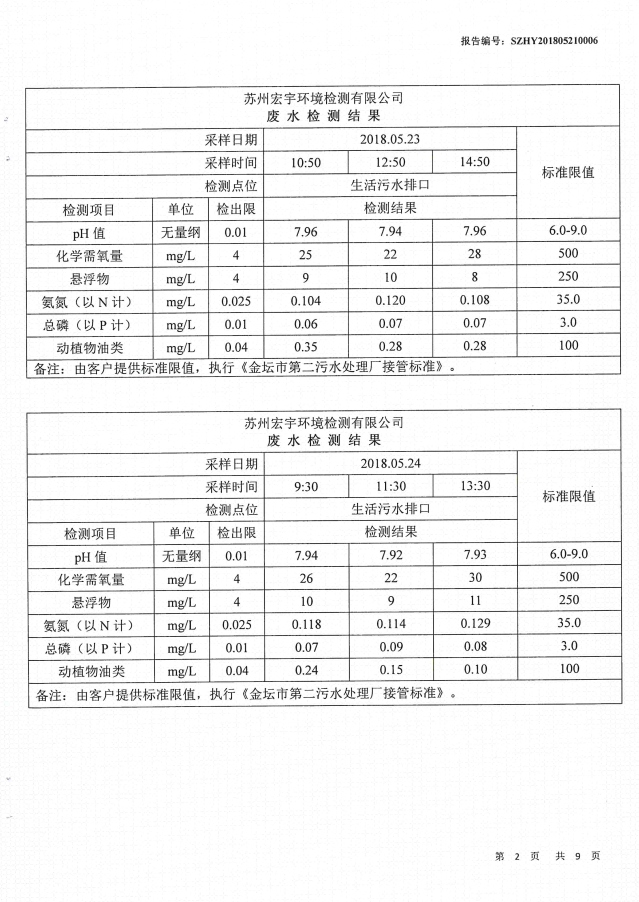 报告编号：SZHY201805210006
苏州宏宇环境检测有限公司
废 水 检 测 结 果
采样日期 2018.05.23 标准限值
采样时间 10:50 12:50 14:50
检测点位 生活污水排口
检测项目 单位 检出限 检测结果
pH 值 无量纲 0.01 7.96 7.94 7.96 6.0-9.0
化学需氧量 mg/L 4 25 22 28 500
悬浮物 mg/L 4 9 10 8 250
氨氮（以 N 计） mg/L 0.025 0.104 0.120 0.108 35.0
总磷（以 P 计） mg/L 0.01 0.06 0.07 0.07 3.0
动植物油类 mg/L 0.04 0.35 0.28 0.28 100
备注：由客户提供标准限值，执行《金坛市第二污水处理厂接管标准》。
苏州宏宇环境检测有限公司
废 水 检 测 结 果
采样日期 2018.05.24 标准限值
采样时间 9:30 11:30 13:30
检测点位 生活污水排口
检测项目 单位 检出限 检测结果
pH 值 无量纲 0.01 7.94 7.92 7.93 6.0-9.0
化学需氧量 mg/L 4 26 22 30 500
悬浮物 mg/L 4 10 9 11 250
氨氮（以 N 计） mg/L 0.025 0.118 0.114 0.129 35.0
总磷（以 P 计） mg/L 0.01 0.07 0.09 0.08 3.0
动植物油类 mg/L 0.04 0.24 0.15 0.10 100
备注：由客户提供标准限值，执行《金坛市第二污水处理厂接管标准》。
第 2 页 共 9 页